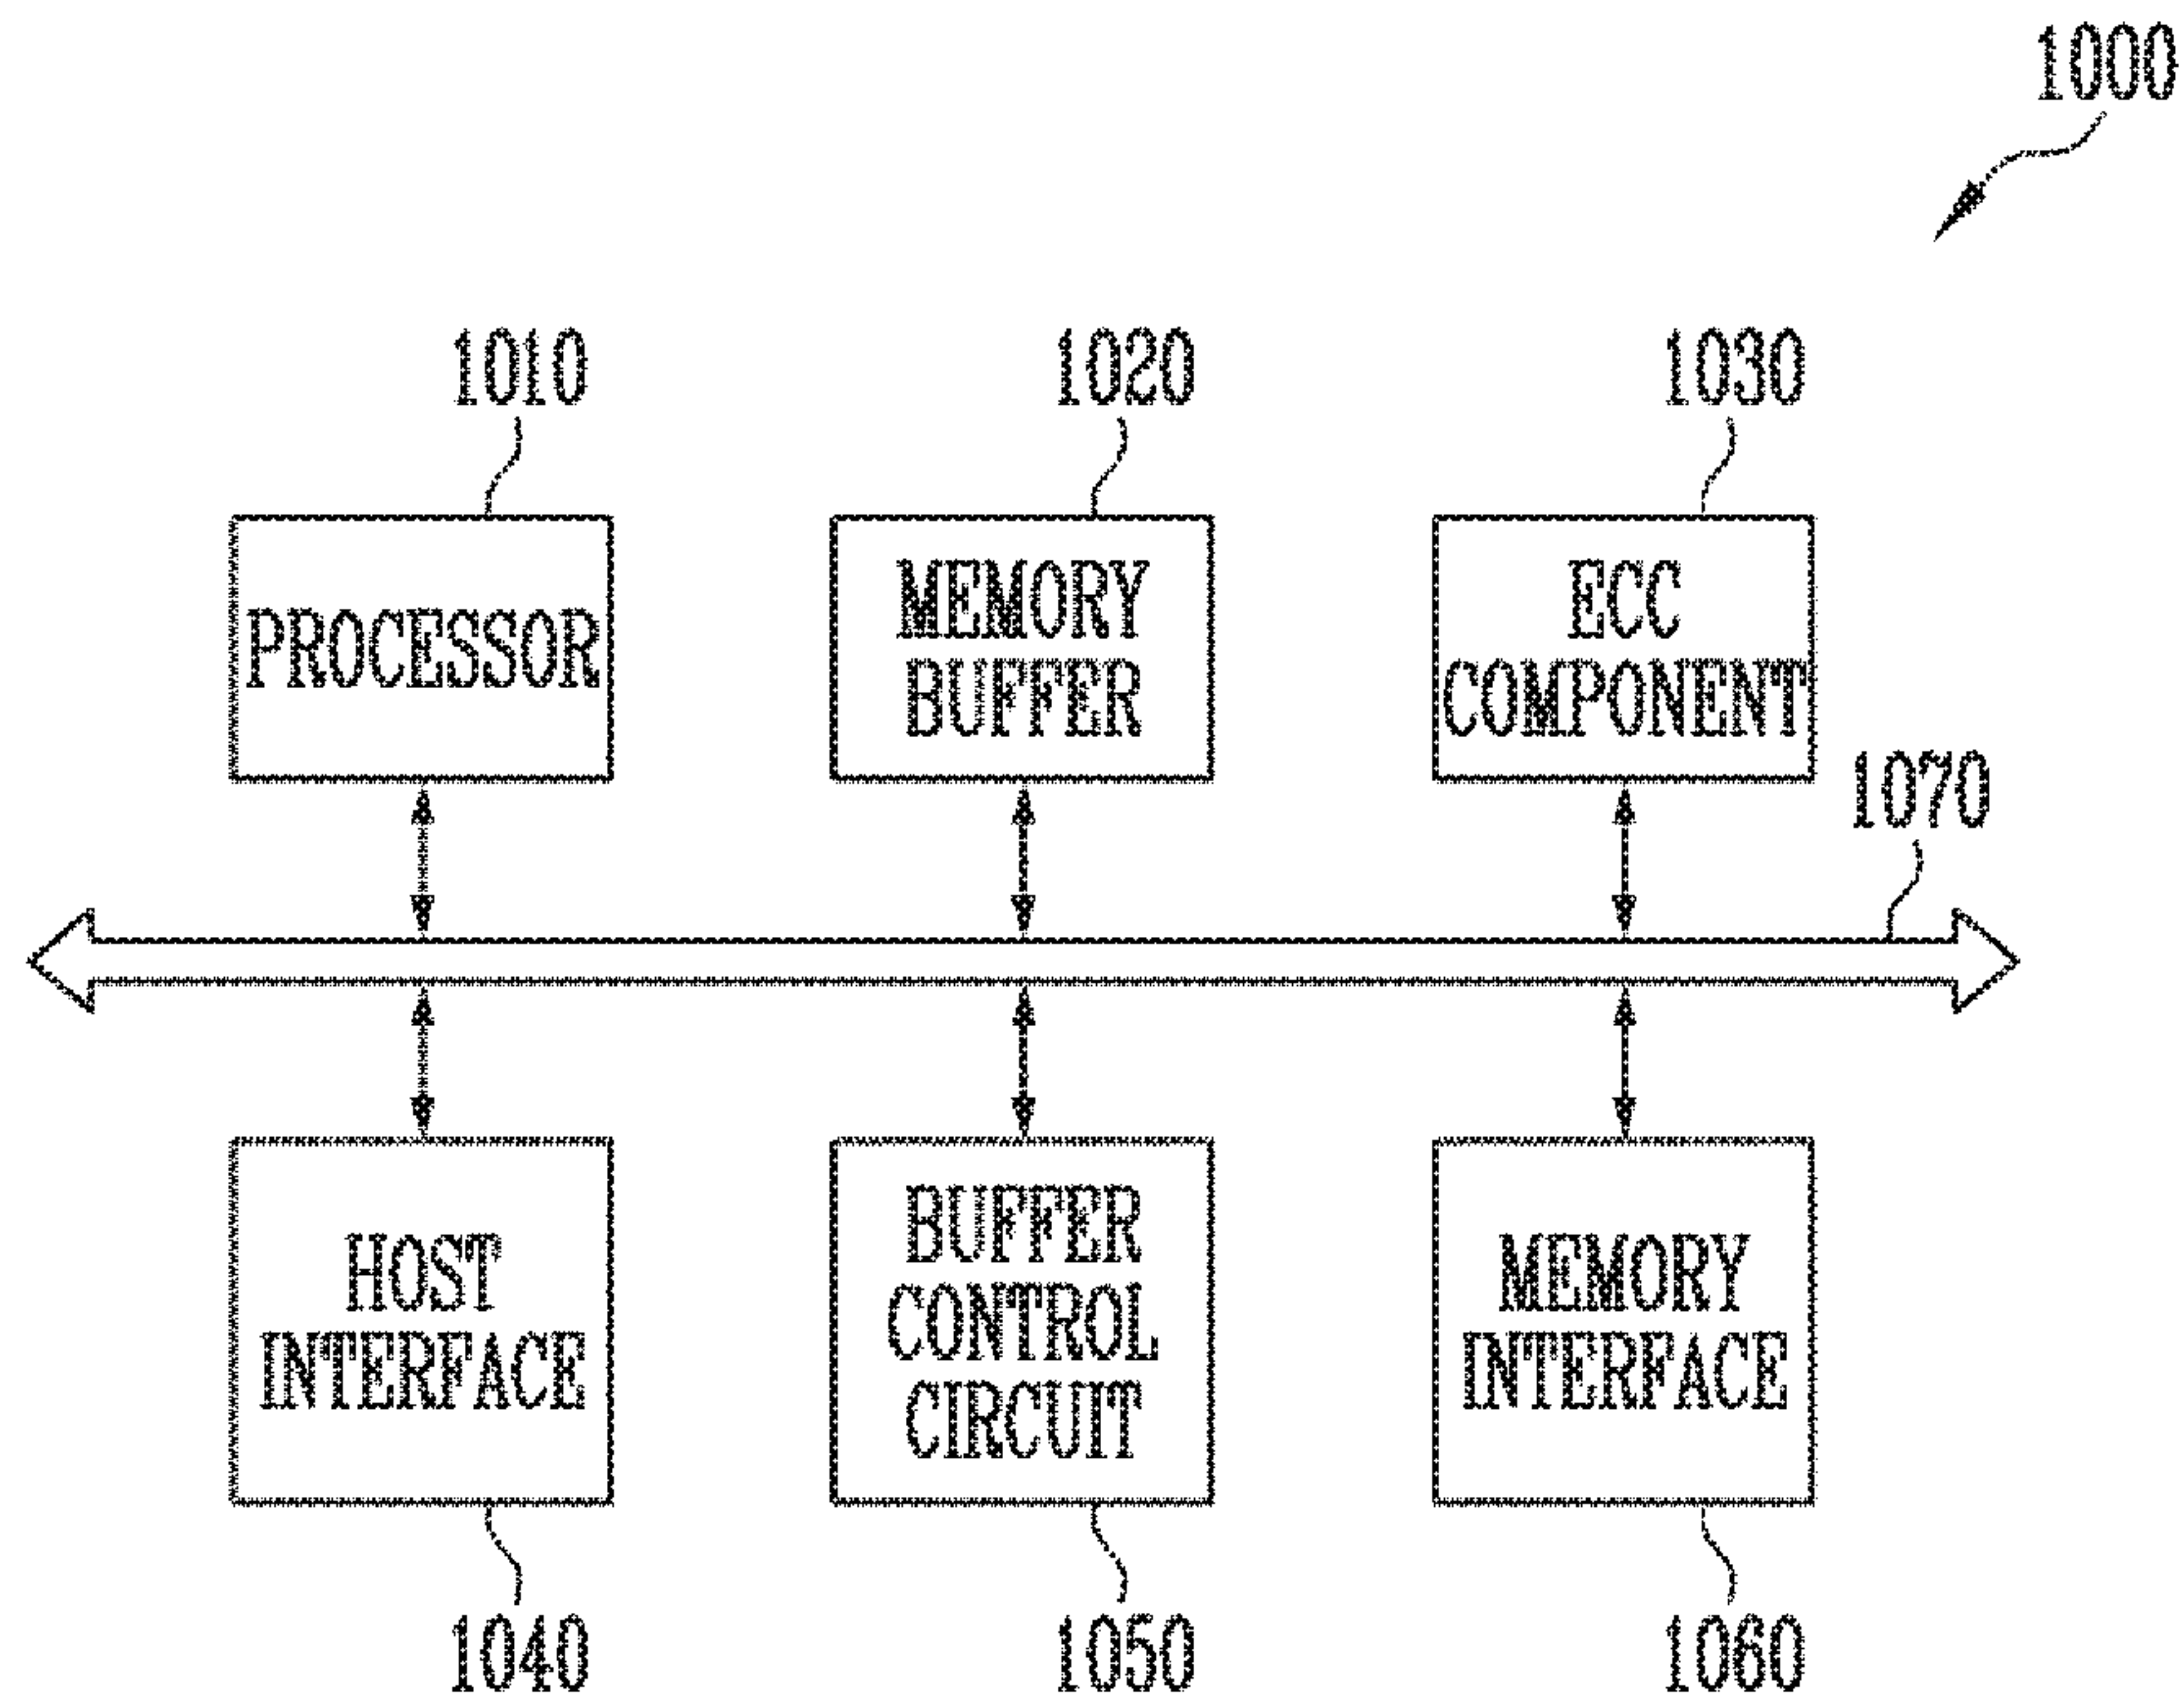 1000
1010
1020
1030
PROCESSOR
MEMORY
BUFFER
ECC
COMPONENT
1070
HOST
INTERFACE
BUFFER
CONTROL
CIRCUIT
MEMORY
INTERFACE
1040
1050
1060